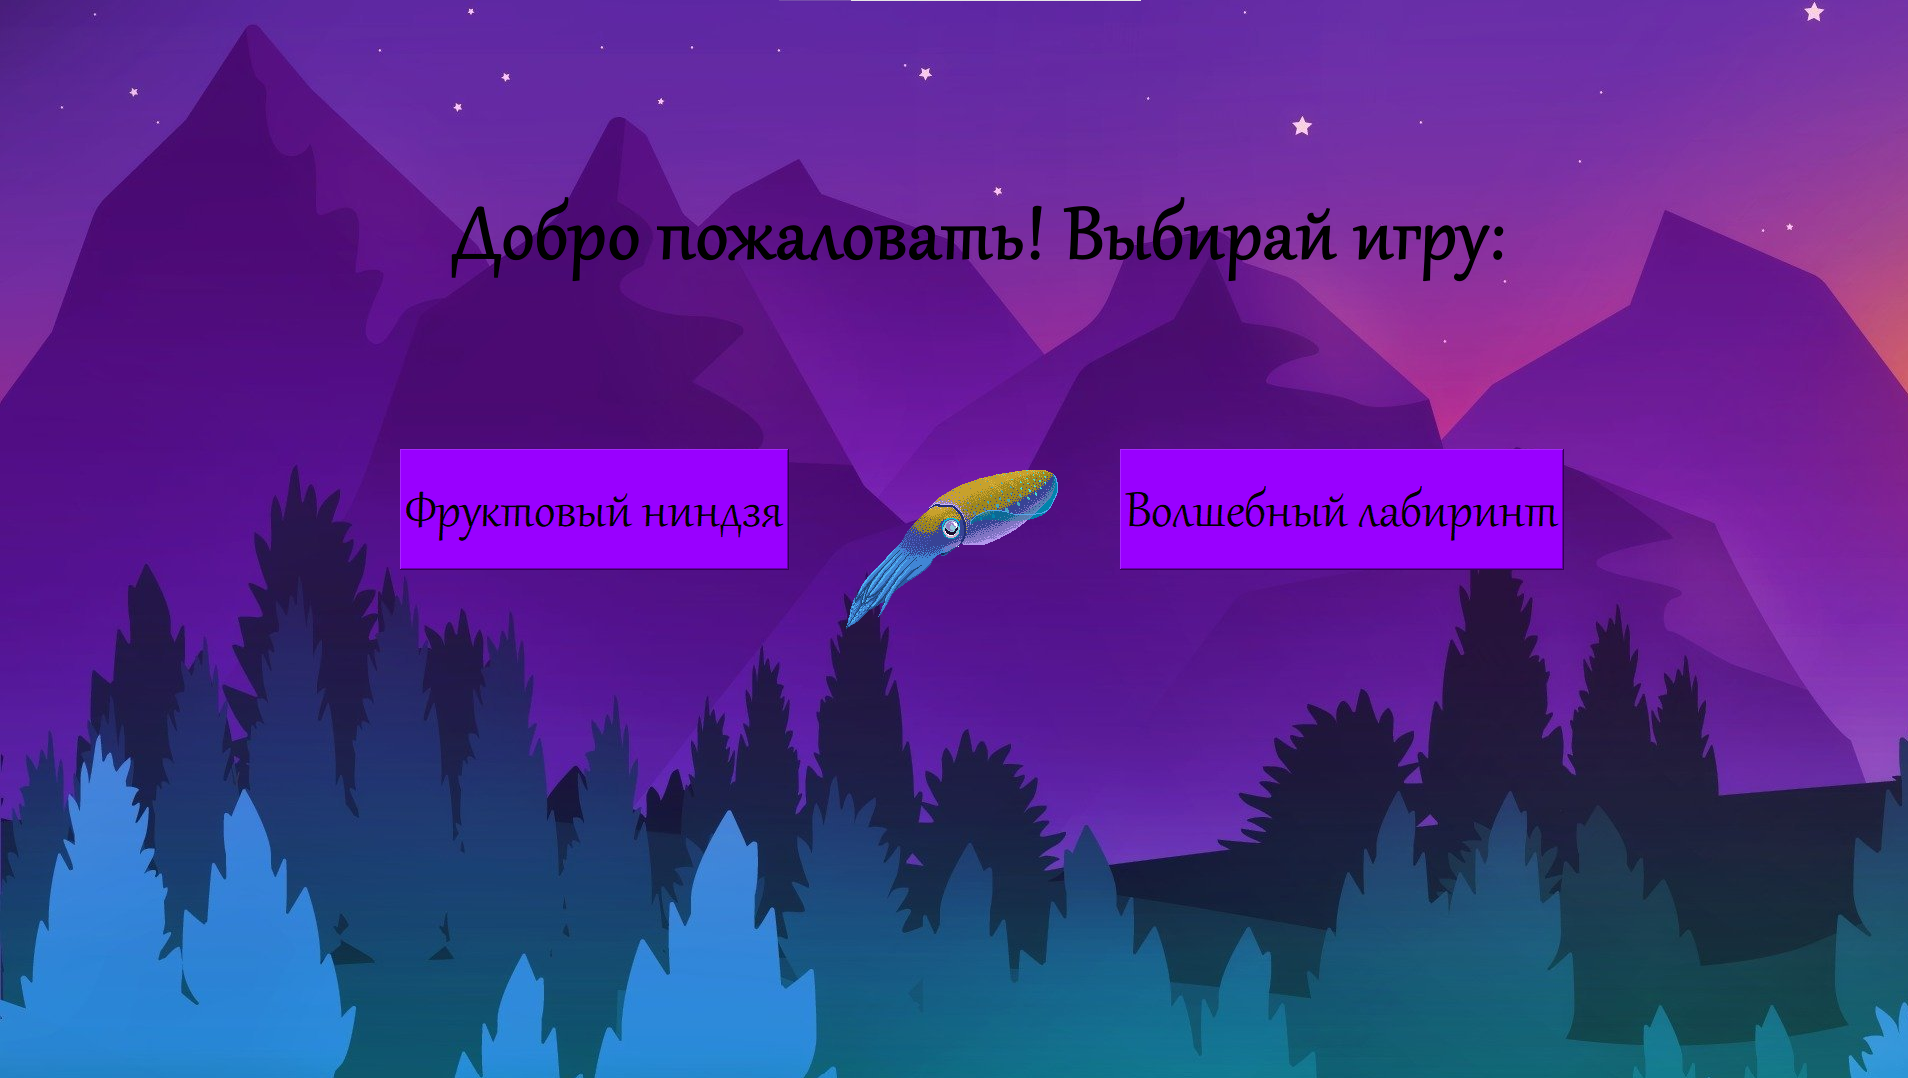 Добро пожаловать! Выбирай игру:
Фруктовый ниндзя
Волшебный лабиринт